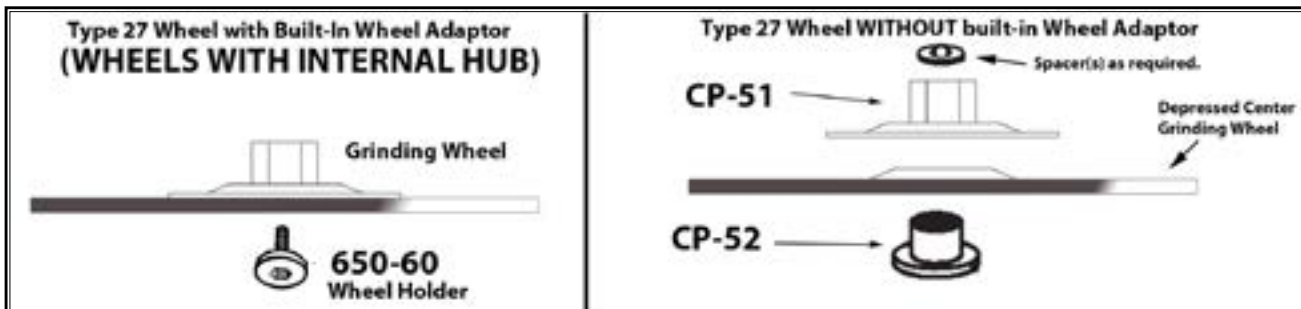 Type 27 Wheel with Built-In Wheel Adaptor
(WHEELS WITH INTERNAL HUB)
Grinding Wheel
650-60
Wheel Holder
Type 27 Wheel WITHOUT built-in Wheel Adaptor
Spacer(s) as required.
CP-51
Depressed Center
Grinding Wheel
CP-52